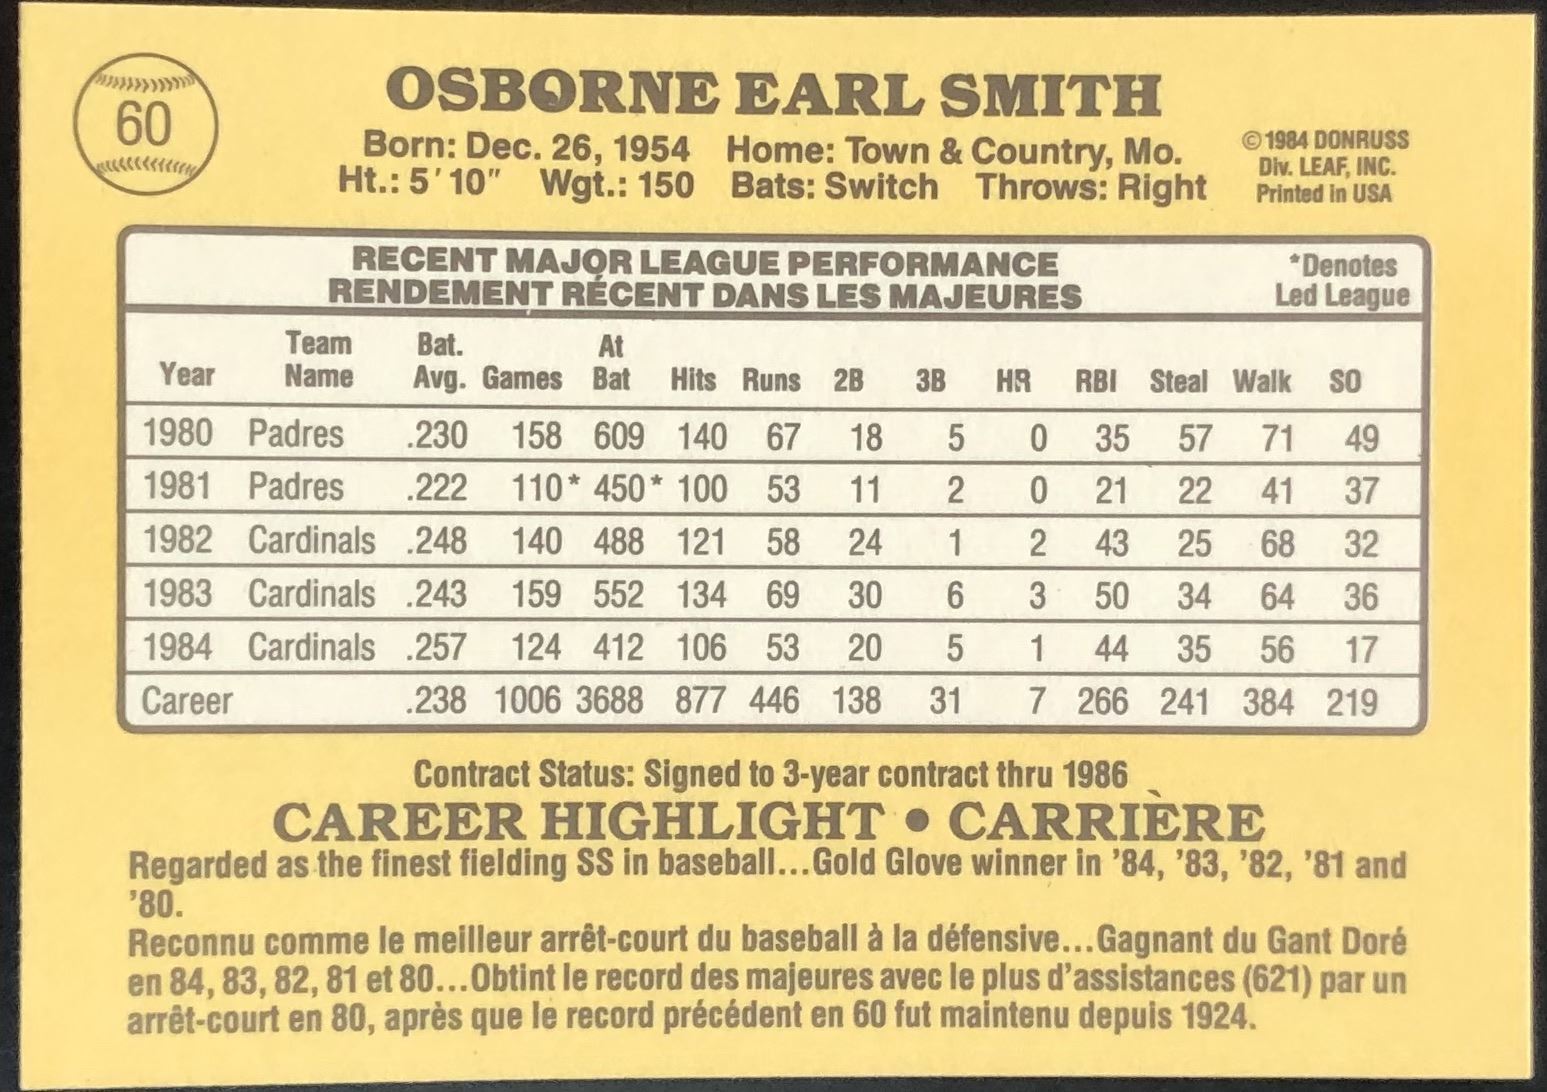 60
OSBORNE EARL SMITH
Born: Dec. 26, 1954 Home: Town & Country, Mo.
Ht.: 5'10" Wgt.: 150 Bats: Switch Throws: Right
©1984 DONRUSS
Div. LEAF, INC.
Printed in USA
RECENT MAJOR LEAGUE PERFORMANCE
RENDEMENT RÉCENT DANS LES MAJEURES
*Denotes
Led League
Year Team Name Bat. Avg. Games At Bat Hits Runs 2B 3B HR RBI Steal Walk SO
1980 Padres .230 158 609 140 67 18 5 0 35 57 71 49
1981 Padres .222 110* 450* 100 53 11 2 0 21 22 41 37
1982 Cardinals .248 140 488 121 58 24 1 2 43 25 68 32
1983 Cardinals .243 159 552 134 69 30 6 3 50 34 64 36
1984 Cardinals .257 124 412 106 53 20 5 1 44 35 56 17
Career .238 1006 3688 877 446 138 31 7 266 241 384 219
Contract Status: Signed to 3-year contract thru 1986
CAREER HIGHLIGHT • CARRIÈRE
Regarded as the finest fielding SS in baseball...Gold Glove winner in '84, '83, '82, '81 and
'80.
Reconnu comme le meilleur arrêt-court du baseball à la défensive...Gagnant du Gant Doré
en 84, 83, 82, 81 et 80...Obtint le record des majeures avec le plus d'assistances (621) par un
arrêt-court en 80, après que le record précédent en 60 fut maintenu depuis 1924.